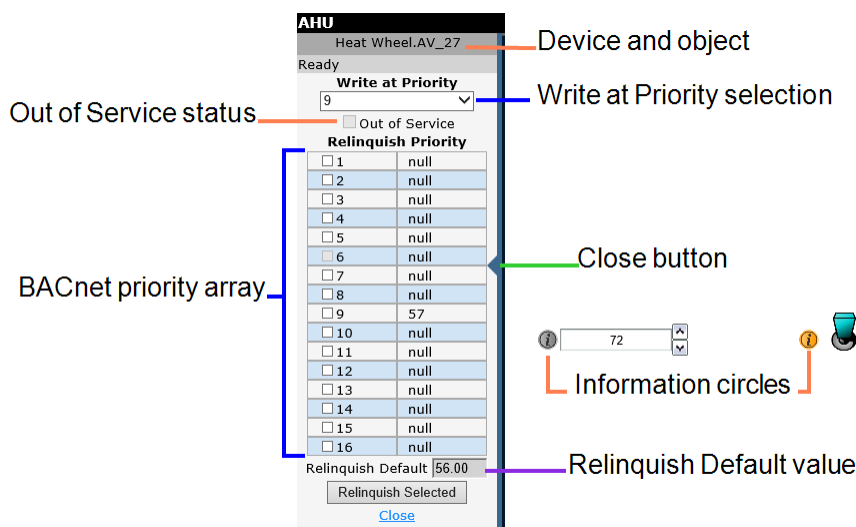 AHU
Heat Wheel.AV_27
Device and object
Ready
Write at Priority
9
Write at Priority selection
Out of Service status
Out of Service
Relinquish Priority
1 null
2 null
3 null
4 null
5 null
6 null
7 null
8 null
9 57
10 null
11 null
12 null
13 null
14 null
15 null
16 null
BACnet priority array
Close button
i 72 i
Information circles
Relinquish Default 56.00
Relinquish Default value
Relinquish Selected
Close